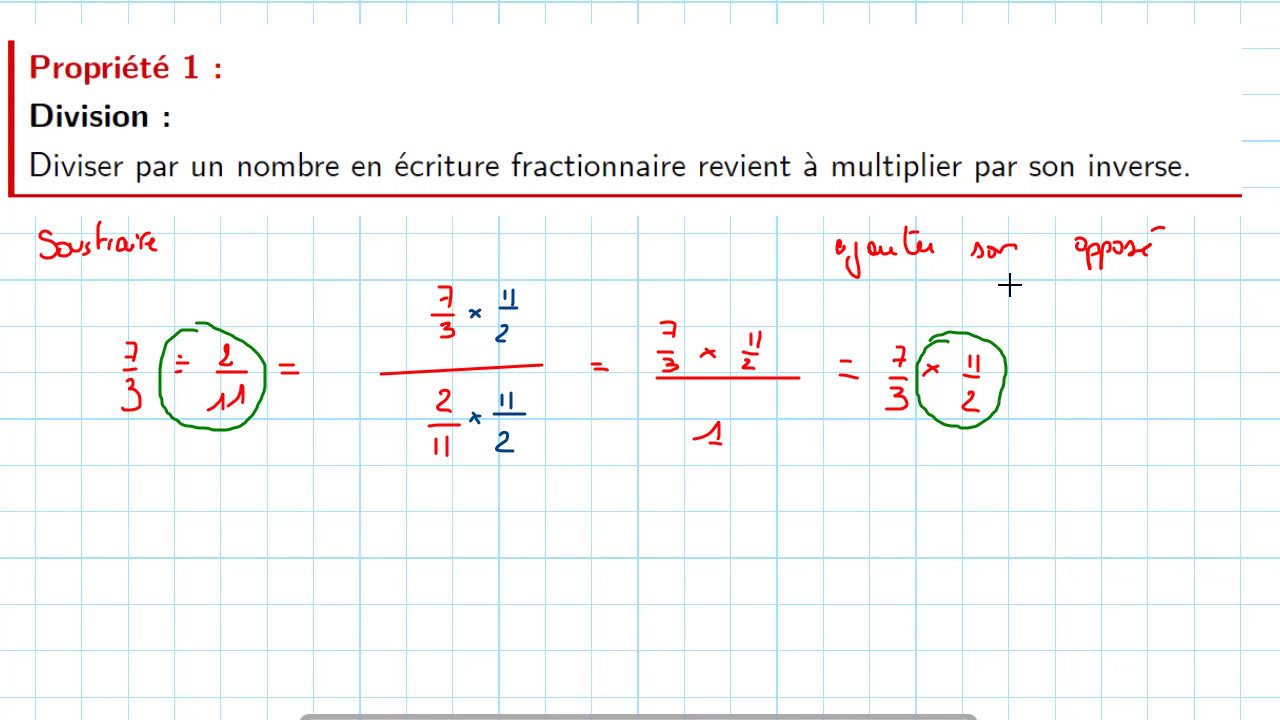 Propriété 1 :
Division :
Diviser par un nombre en écriture fractionnaire revient à multiplier par son inverse.
Soustraire ajouter son opposé
7/3 ÷ 2/11 = (7/3 × 11/2)/(2/11 × 11/2) = (7/3 × 11/2)/1 = 7/3 × 11/2